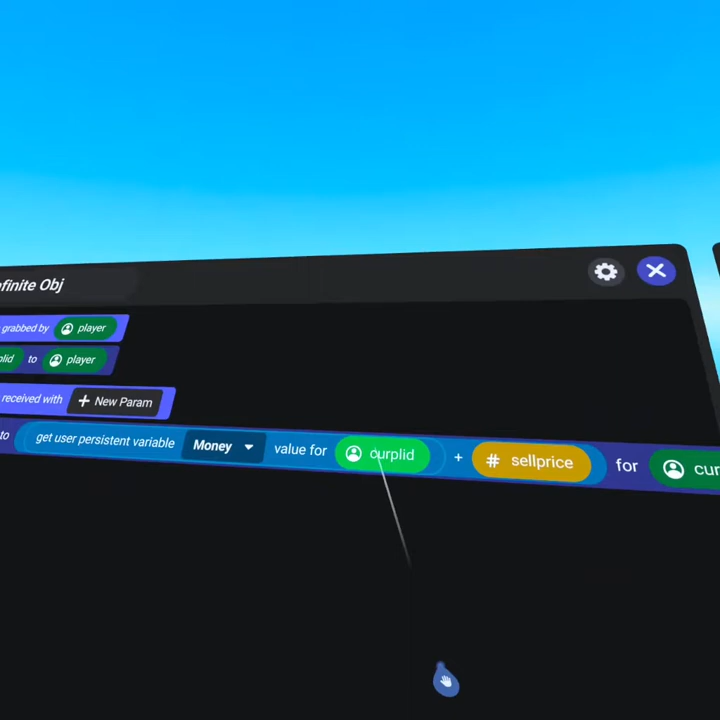 nfinite Obj
grabbed by player
plid to player
received with + New Param
to get user persistent variable Money value for curplid + # sellprice for cur